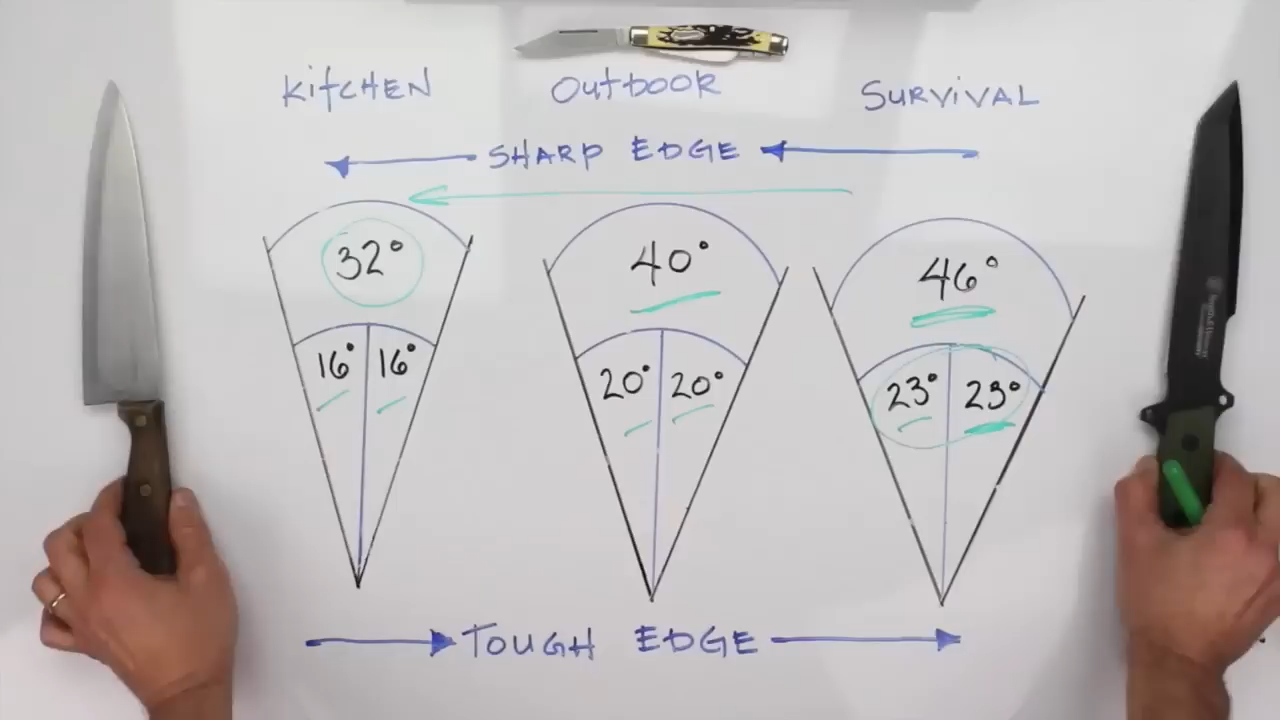 KitCHEN OutDOOR SURViVAL
SHARP EDGE
32° 40° 46°
16° 16° 20° 20° 23° 23°
TOUGH EDGE